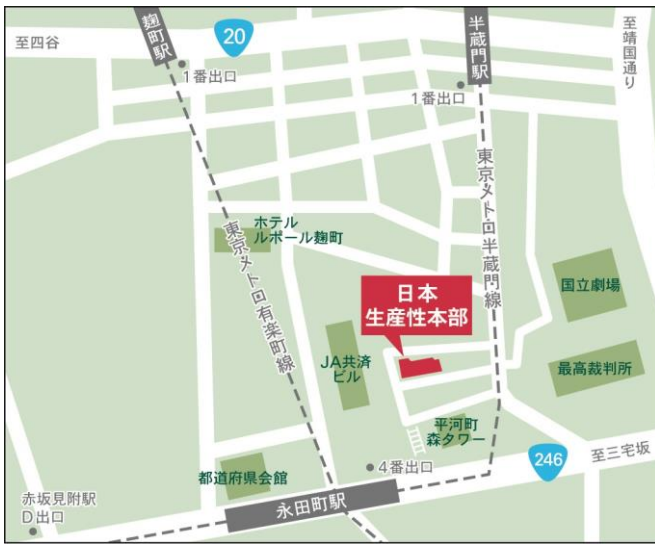 至四谷
麹町駅
20
1番出口
半蔵門駅
1番出口
至靖国通り
東京メトロ半蔵門線
ホテル
ルポール麹町
東京メトロ有楽町線
日本
生産性本部
国立劇場
JA共済
ビル
最高裁判所
平河町
森タワー
246
至三宅坂
4番出口
都道府県会館
永田町駅
赤坂見附駅
D出口